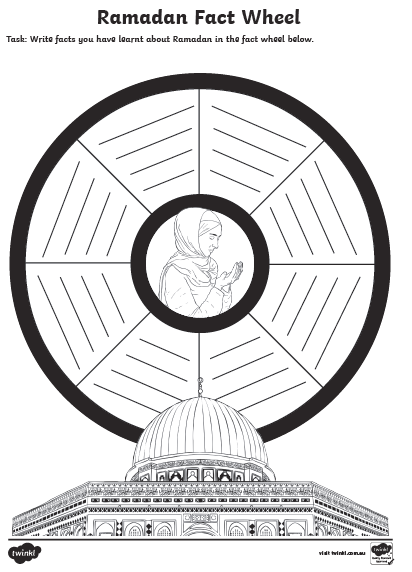 Ramadan Fact Wheel
Task: Write facts you have learnt about Ramadan in the fact wheel below.
twinkl
visit twinkl.com.au
twinkl